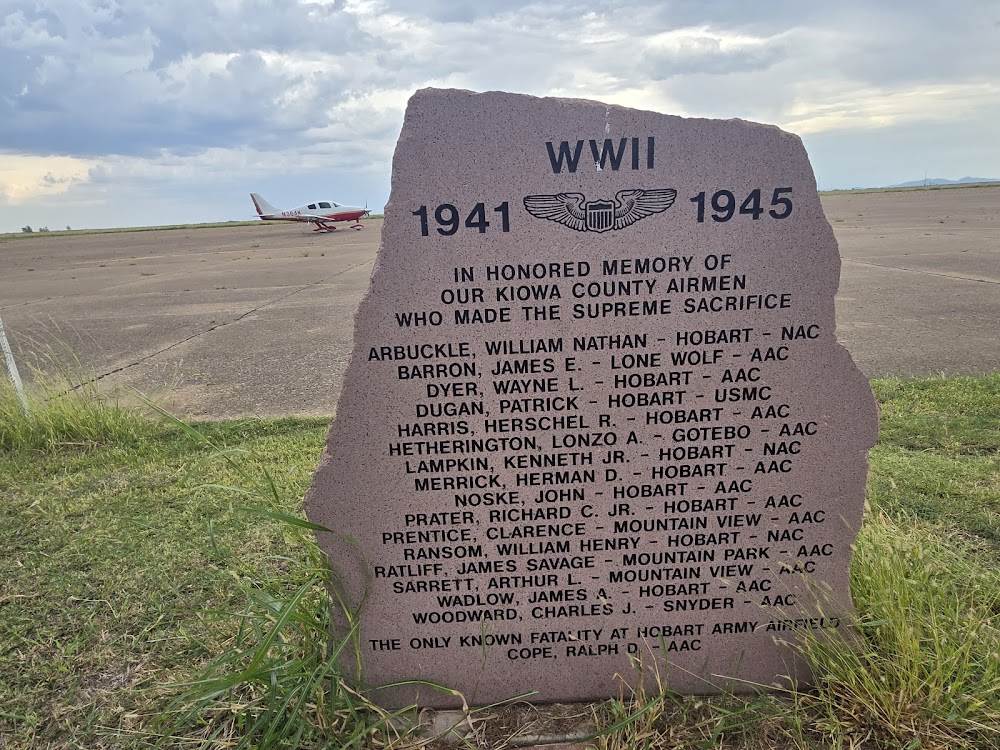 WWII
1941 1945
IN HONORED MEMORY OF
OUR KIOWA COUNTY AIRMEN
WHO MADE THE SUPREME SACRIFICE
ARBUCKLE, WILLIAM NATHAN - HOBART - NAC
BARRON, JAMES E. - LONE WOLF - AAC
DYER, WAYNE L. - HOBART - AAC
DUGAN, PATRICK - HOBART - USMC
HARRIS, HERSCHEL R. - HOBART - AAC
HETHERINGTON, LONZO A. - GOTEBO - AAC
LAMPKIN, KENNETH JR. - HOBART - NAC
MERRICK, HERMAN D. - HOBART - AAC
NOSKE, JOHN - HOBART - AAC
PRATER, RICHARD C. JR. - HOBART - AAC
PRENTICE, CLARENCE - MOUNTAIN VIEW - AAC
RANSOM, WILLIAM HENRY - HOBART - NAC
RATLIFF, JAMES SAVAGE - MOUNTAIN PARK - AAC
SARRETT, ARTHUR L. - MOUNTAIN VIEW - AAC
WADLOW, JAMES A. - HOBART - AAC
WOODWARD, CHARLES J. - SNYDER - AAC
THE ONLY KNOWN FATALITY AT HOBART ARMY AIRFIELD
COPE, RALPH D. - AAC